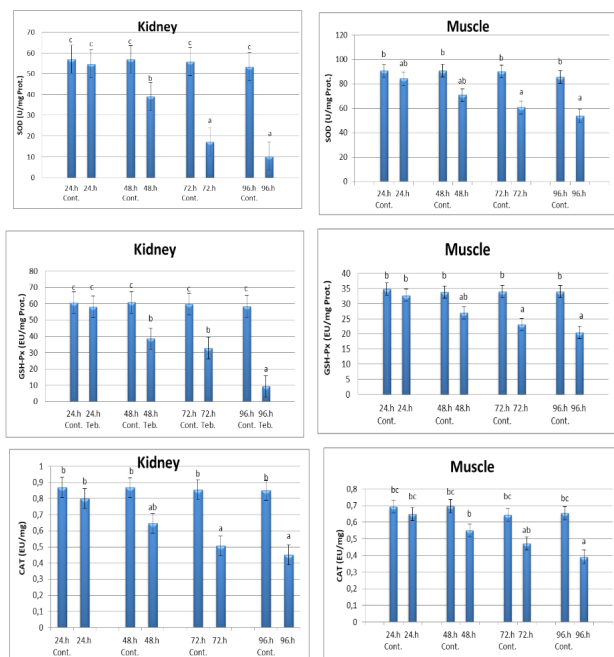 Kidney
SOD (U/mg Prot.)
70
60
50
40
30
20
10
0
c c c b c a c a
24.h 24.h 48.h 48.h 72.h 72.h 96.h 96.h
Cont. Cont. Cont. Cont.
Muscle
SOD (U/mg Prot.)
120
100
80
60
40
20
0
b ab b ab b a b a
24.h 24.h 48.h 48.h 72.h 72.h 96.h 96.h
Cont. Cont. Cont. Cont.
Kidney
GSH-Px (EU/mg Prot.)
80
70
60
50
40
30
20
10
0
c c c b c b c a
24.h 24.h 48.h 48.h 72.h 72.h 96.h 96.h
Cont. Teb. Cont. Teb. Cont. Teb. Cont. Teb.
Muscle
GSH-Px (EU/mg Prot.)
40
35
30
25
20
15
10
5
0
b b b ab b a b a
24.h 24.h 48.h 48.h 72.h 72.h 96.h 96.h
Cont. Cont. Cont. Cont.
Kidney
CAT (EU/mg)
1
0,9
0,8
0,7
0,6
0,5
0,4
0,3
0,2
0,1
0
b b b ab b a b a
24.h 24.h 48.h 48.h 72.h 72.h 96.h 96.h
Cont. Cont. Cont. Cont.
Muscle
CAT (EU/mg)
0,8
0,7
0,6
0,5
0,4
0,3
0,2
0,1
0
bc bc bc b bc ab bc a
24.h 24.h 48.h 48.h 72.h 72.h 96.h 96.h
Cont. Cont. Cont. Cont.